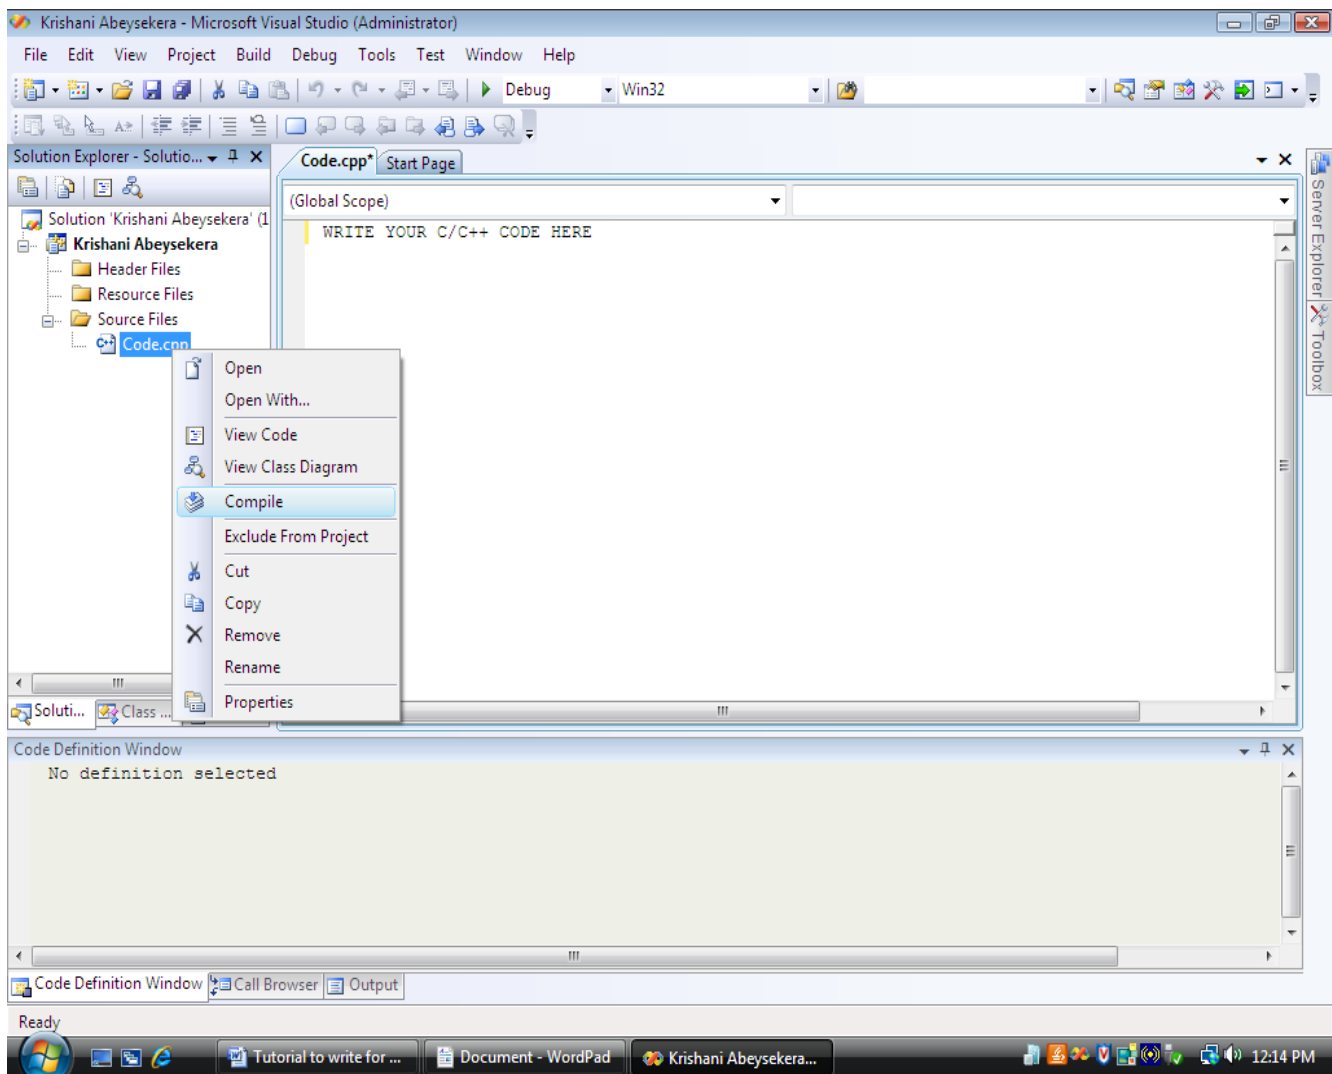 Krishani Abeysekera - Microsoft Visual Studio (Administrator)
File Edit View Project Build Debug Tools Test Window Help
Debug Win32
Solution Explorer - Solutio...
Code.cpp* Start Page
(Global Scope)
Solution 'Krishani Abeysekera' (1
Krishani Abeysekera
Header Files
Resource Files
Source Files
Code.cpp
WRITE YOUR C/C++ CODE HERE
Open
Open With...
View Code
View Class Diagram
Compile
Exclude From Project
Cut
Copy
Remove
Rename
Properties
Soluti... Class ...
Server Explorer
Toolbox
Code Definition Window
No definition selected
Code Definition Window Call Browser Output
Ready
Tutorial to write for ... Document - WordPad Krishani Abeysekera... 12:14 PM